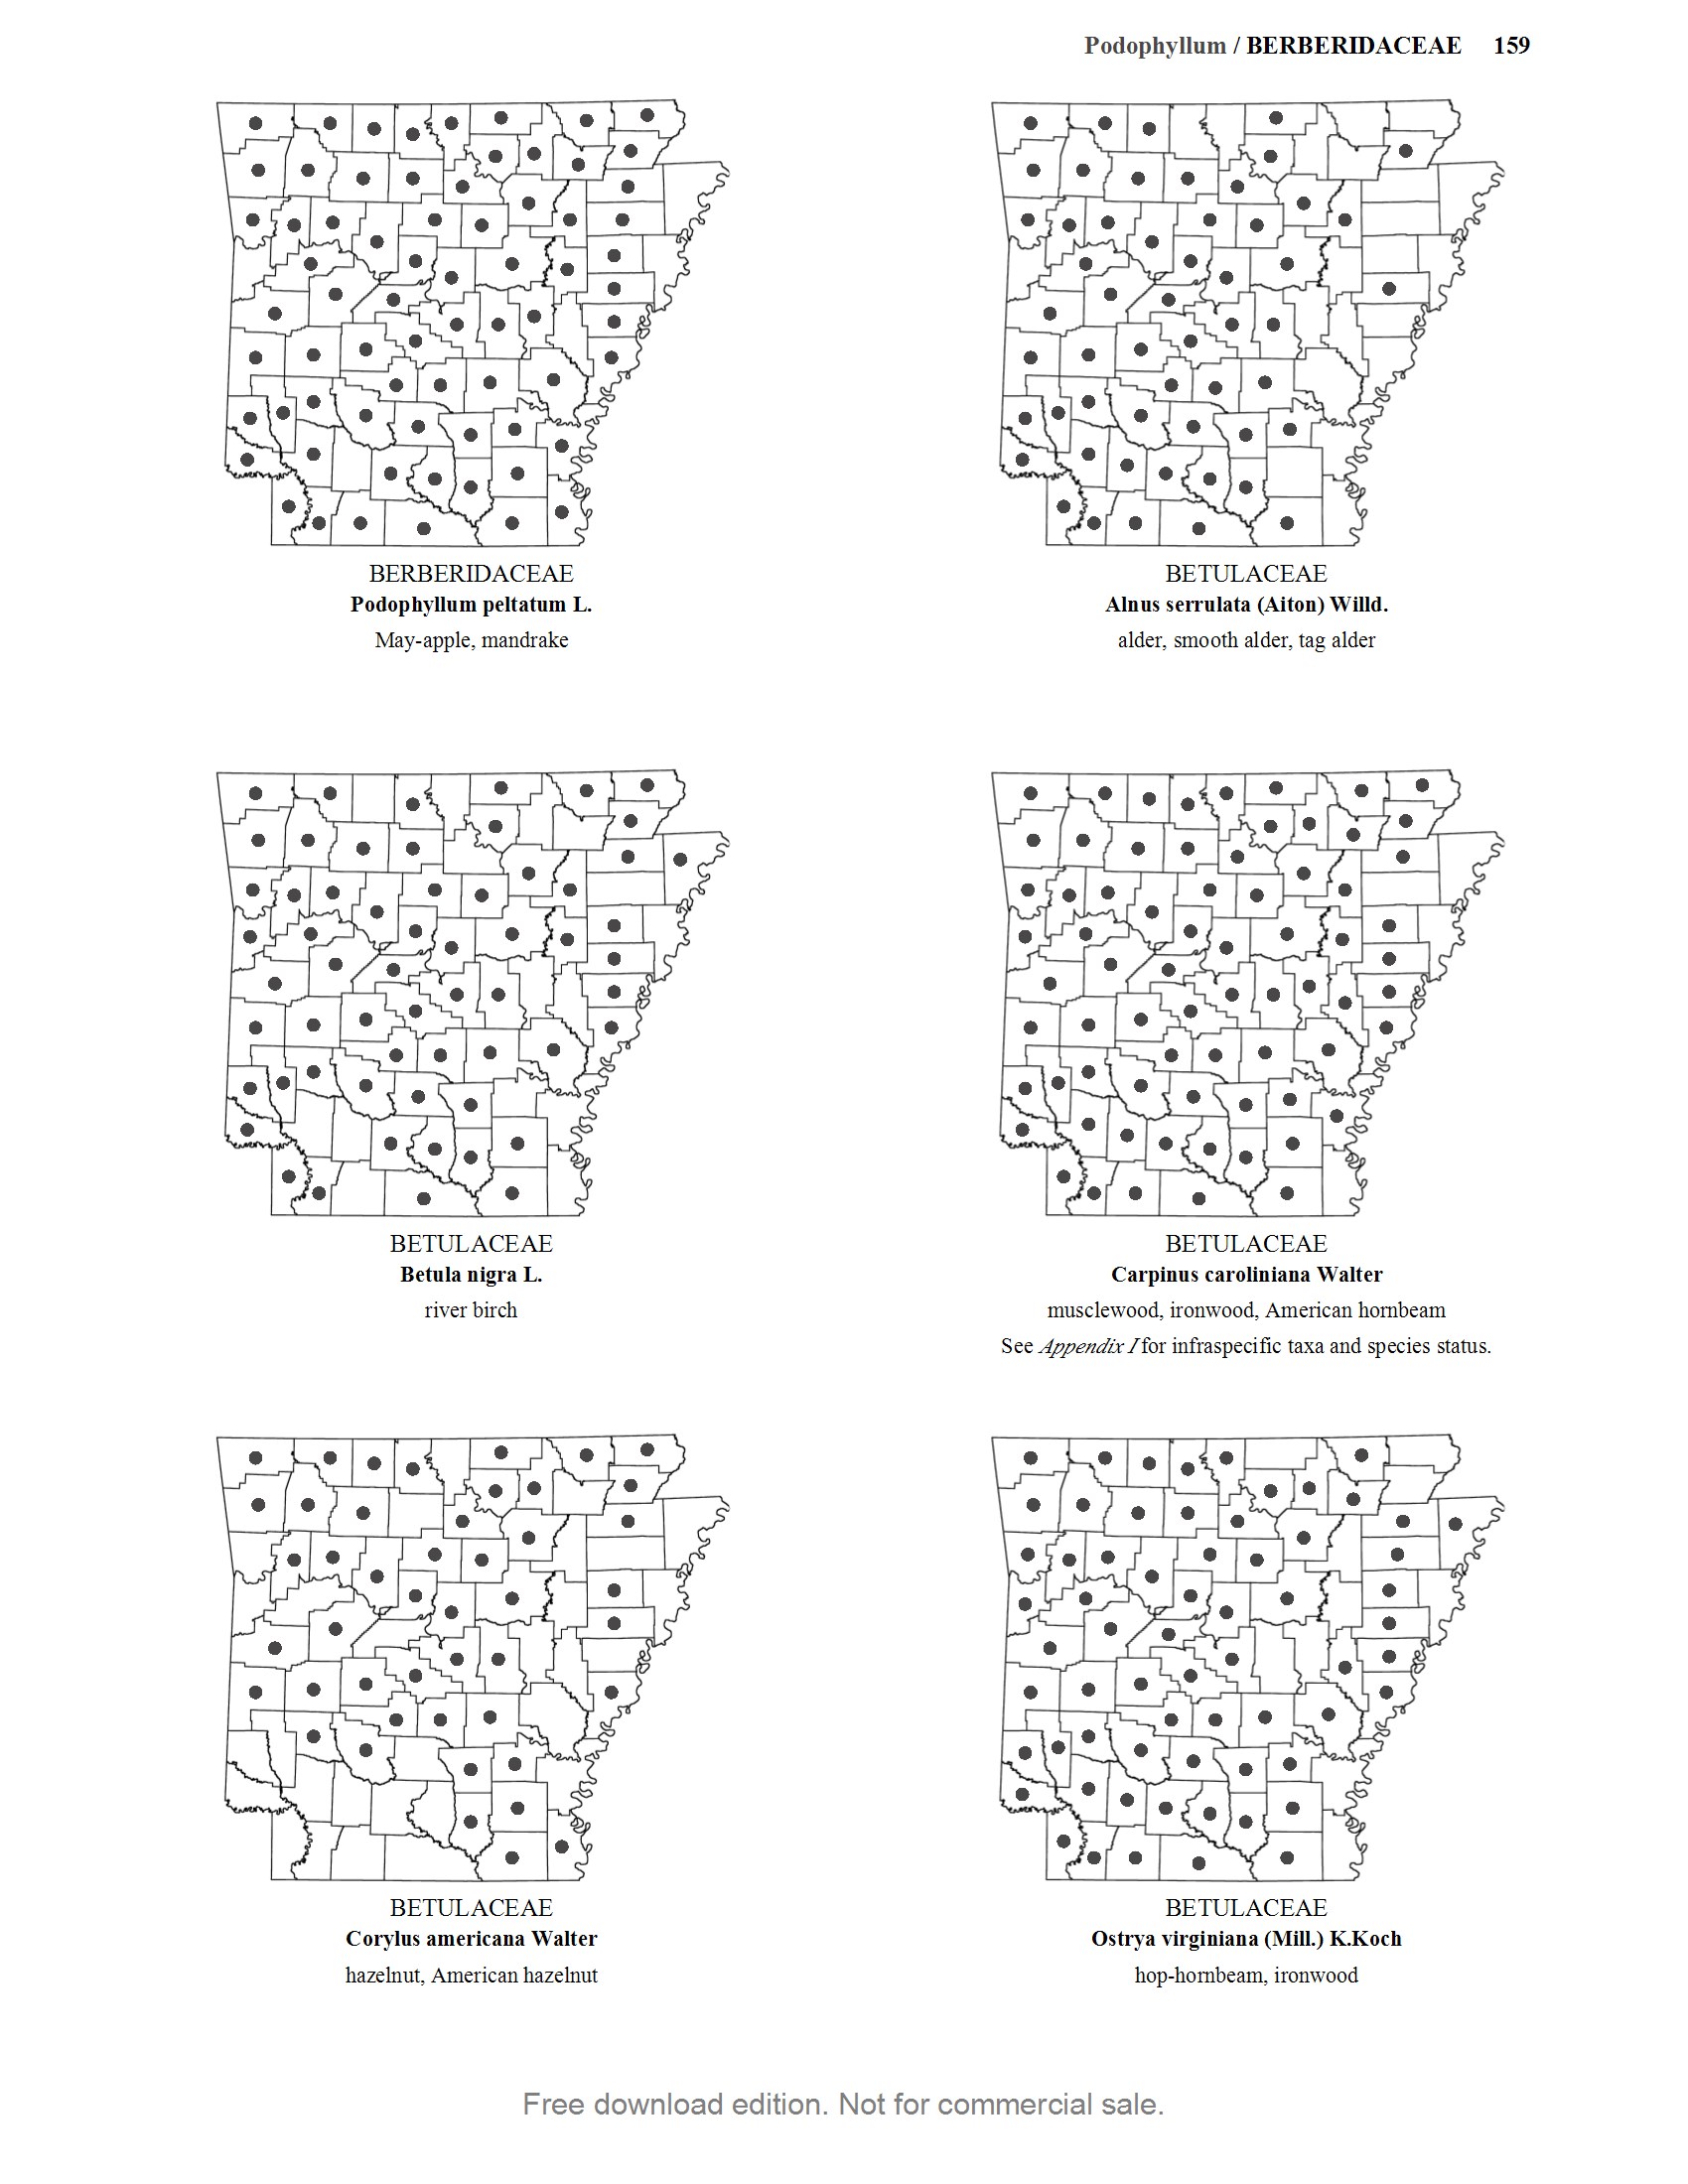 Podophyllum / BERBERIDACEAE 159
BERBERIDACEAE
Podophyllum peltatum L.
May-apple, mandrake
BETULACEAE
Alnus serrulata (Aiton) Willd.
alder, smooth alder, tag alder
BETULACEAE
Betula nigra L.
river birch
BETULACEAE
Carpinus caroliniana Walter
musclewood, ironwood, American hornbeam
See Appendix I for infraspecific taxa and species status.
BETULACEAE
Corylus americana Walter
hazelnut, American hazelnut
BETULACEAE
Ostrya virginiana (Mill.) K.Koch
hop-hornbeam, ironwood
Free download edition. Not for commercial sale.